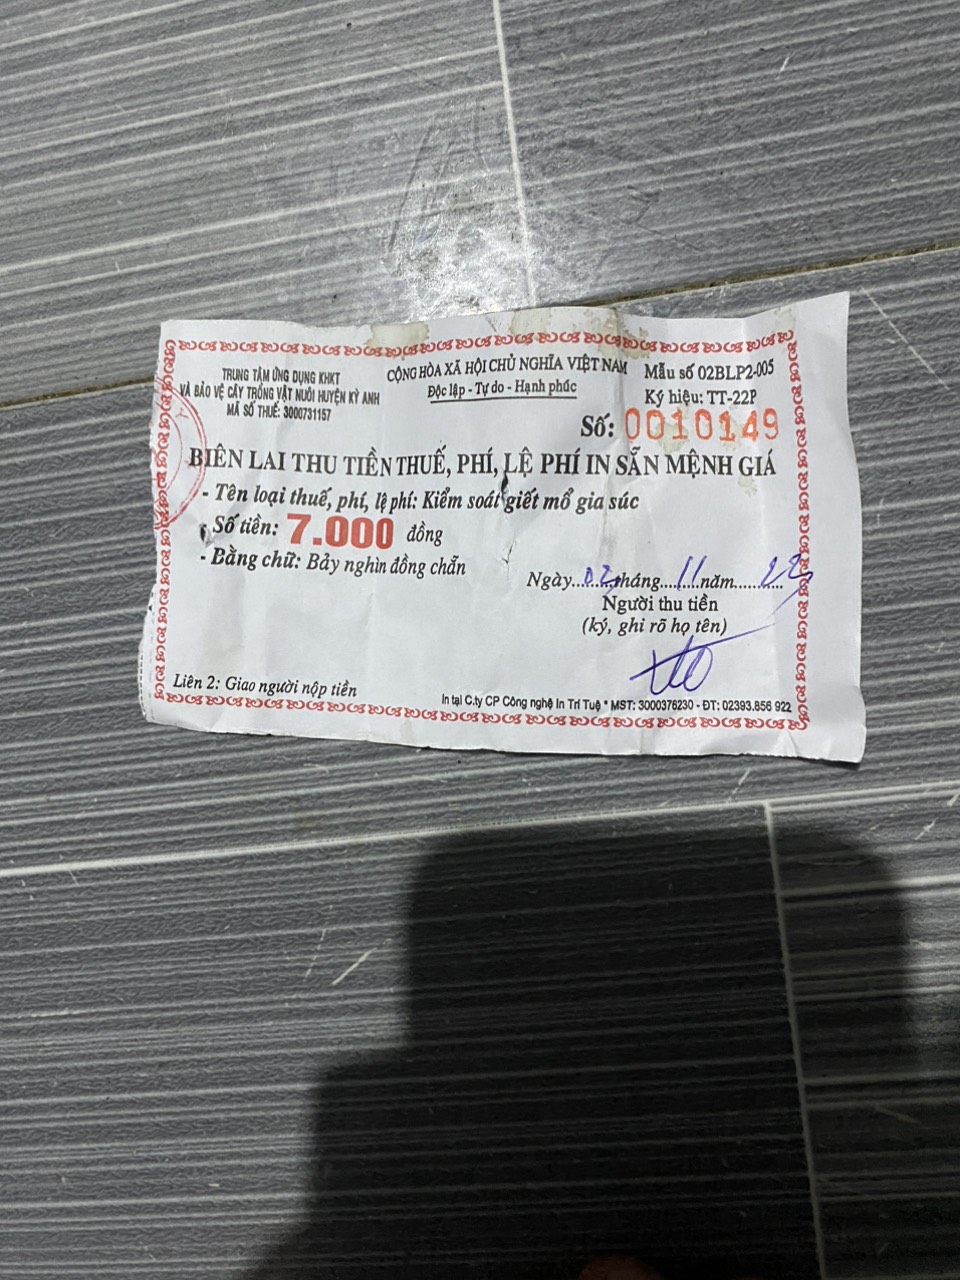 TRUNG TÂM ỨNG DỤNG KHKT
VÀ BẢO VỆ CÂY TRỒNG VẬT NUÔI HUYỆN KỲ ANH
MÃ SỐ THUẾ: 3000731157
CỘNG HÒA XÃ HỘI CHỦ NGHĨA VIỆT NAM
Độc lập - Tự do - Hạnh phúc
Mẫu số 02BLP2-005
Ký hiệu: TT-22P
Số: 0010149
BIÊN LAI THU TIỀN THUẾ, PHÍ, LỆ PHÍ IN SẴN MỆNH GIÁ
- Tên loại thuế, phí, lệ phí: Kiểm soát giết mổ gia súc
- Số tiền: 7.000 đồng
- Bằng chữ: Bảy nghìn đồng chẵn
Ngày....02....tháng....11....năm....22....
Người thu tiền
(ký, ghi rõ họ tên)
Liên 2: Giao người nộp tiền
In tại C.ty CP Công nghệ In Trí Tuệ * MST: 3000376230 - ĐT: 02393.856 922